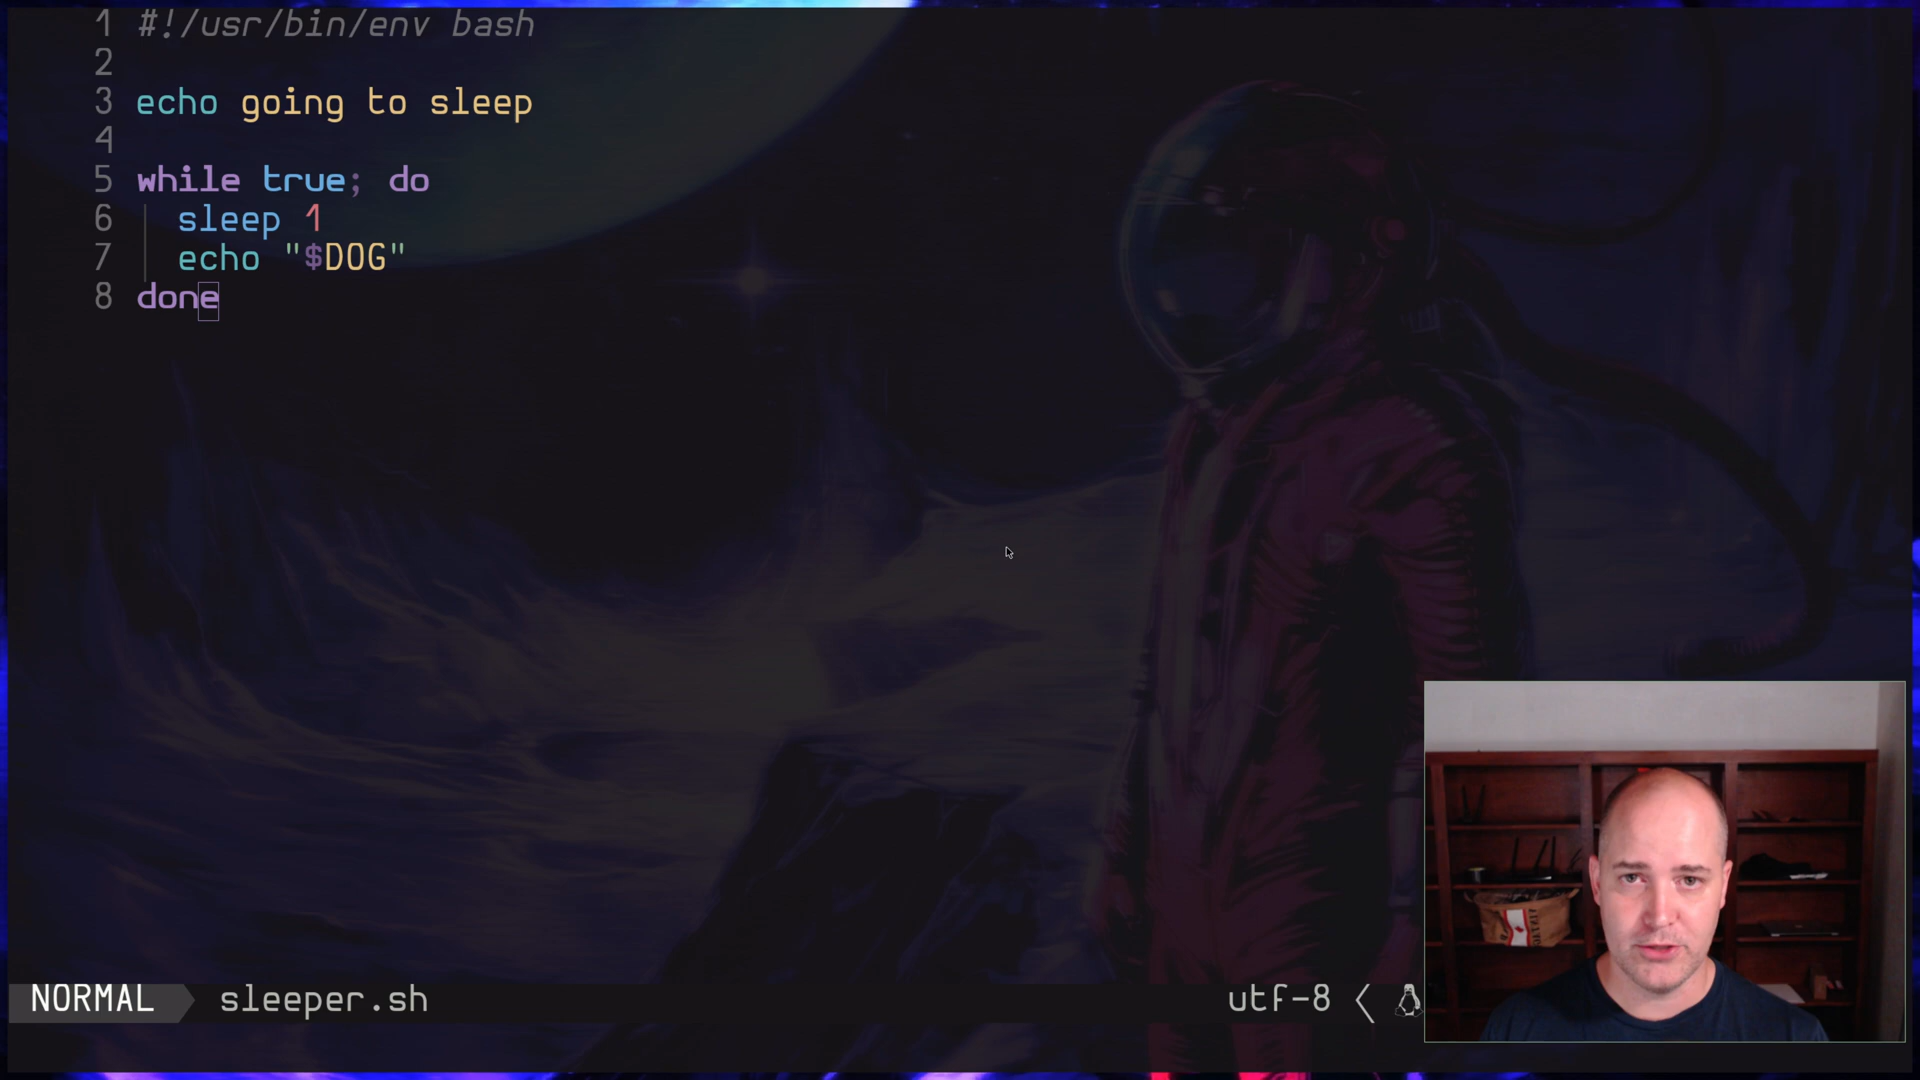 1 #!/usr/bin/env bash
2
3 echo going to sleep
4
5 while true; do
6 sleep 1
7 echo "$DOG"
8 done
NORMAL sleeper.sh utf-8